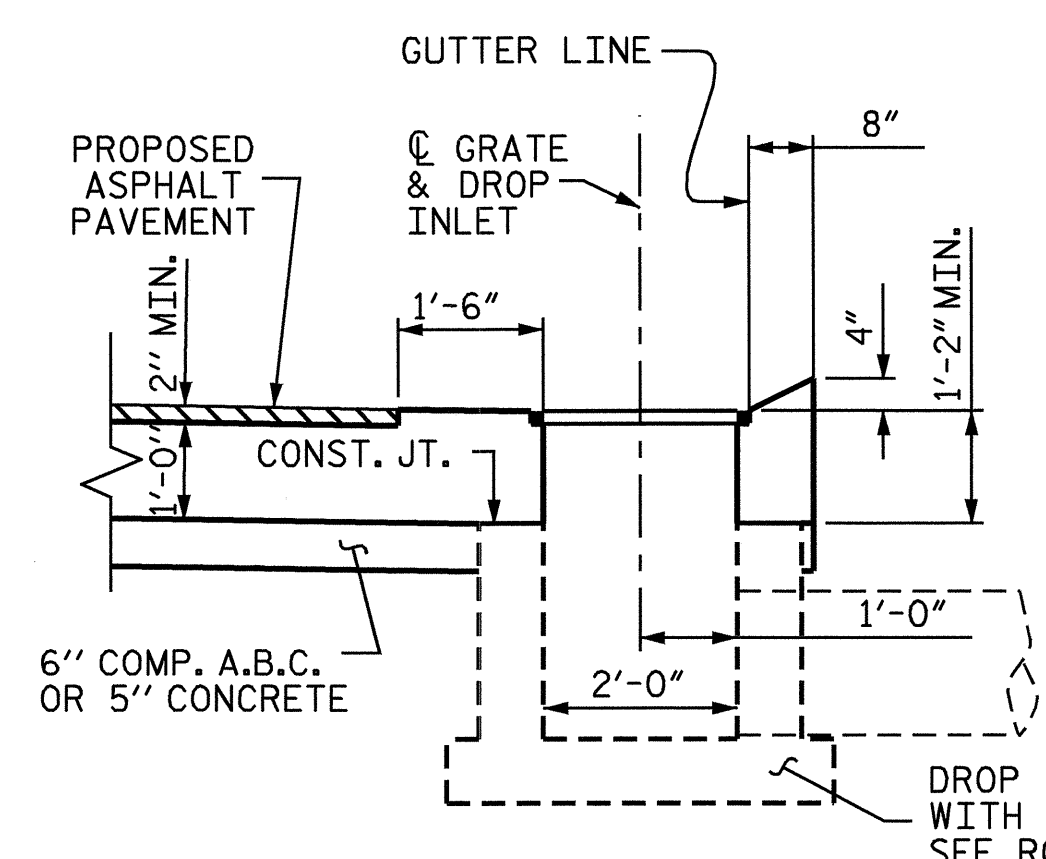 GUTTER LINE
8"
PROPOSED
ASPHALT
PAVEMENT
℄ GRATE
& DROP
INLET
2" MIN.
1'-6"
4"
1'-2" MIN.
1'-0"
CONST. JT.
1'-0"
6" COMP. A.B.C.
OR 5" CONCRETE
2'-0"
DROP
WITH
SEE